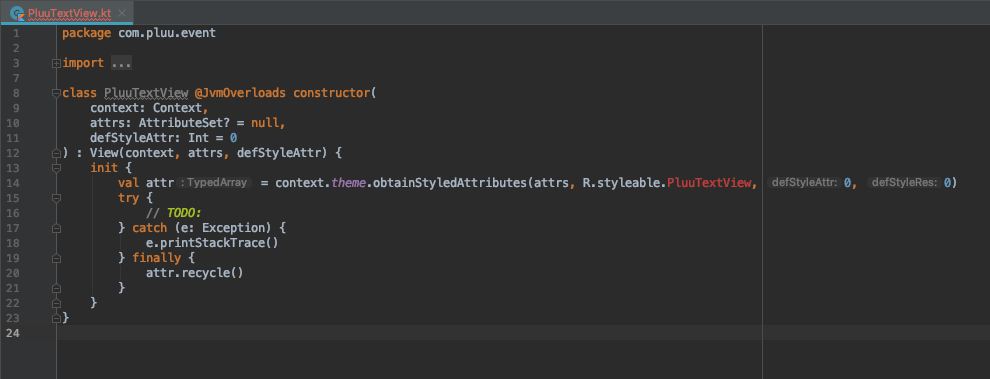 PluuTextView.kt ×
1 package com.pluu.event
2
3 import ...
7
8 class PluuTextView @JvmOverloads constructor(
9     context: Context,
10     attrs: AttributeSet? = null,
11     defStyleAttr: Int = 0
12 ) : View(context, attrs, defStyleAttr) {
13     init {
14         val attr : TypedArray = context.theme.obtainStyledAttributes(attrs, R.styleable.PluuTextView, defStyleAttr: 0, defStyleRes: 0)
15         try {
16             // TODO:
17         } catch (e: Exception) {
18             e.printStackTrace()
19         } finally {
20             attr.recycle()
21         }
22     }
23 }
24